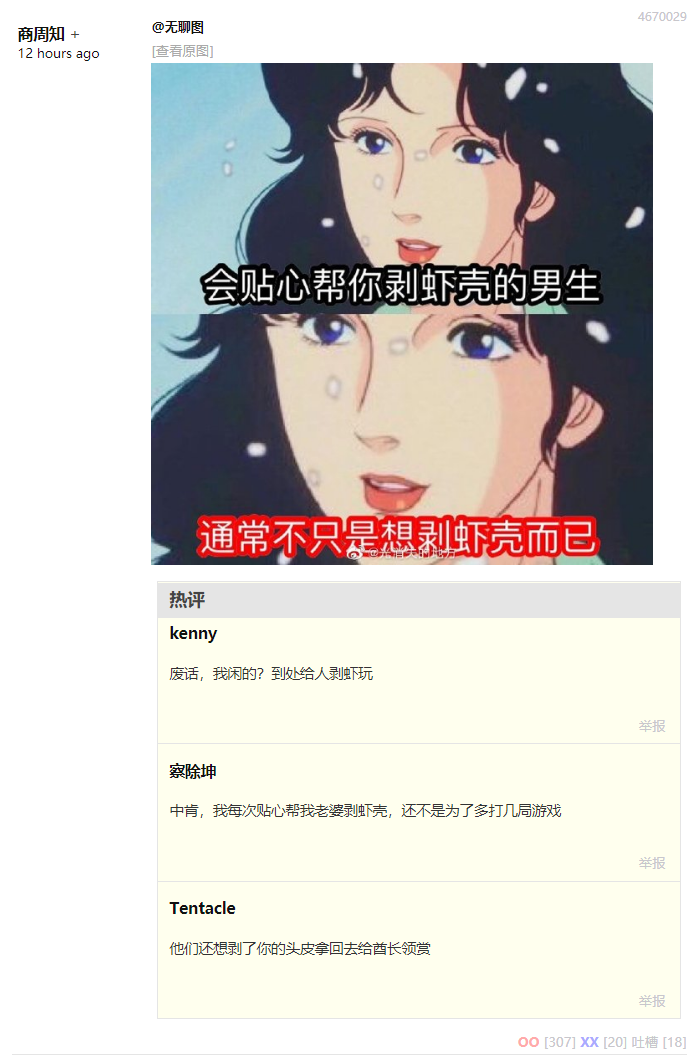 4670029
商周知 +
12 hours ago
@无聊图
[查看原图]
会贴心帮你剥虾壳的男生
通常不只是想剥虾壳而已
热评
kenny
废话，我闲的？到处给人剥虾玩
举报
察除坤
中肯，我每次贴心帮我老婆剥虾壳，还不是为了多打几局游戏
举报
Tentacle
他们还想剥了你的头皮拿回去给酋长领赏
举报
OO [307] XX [20] 吐槽 [18]